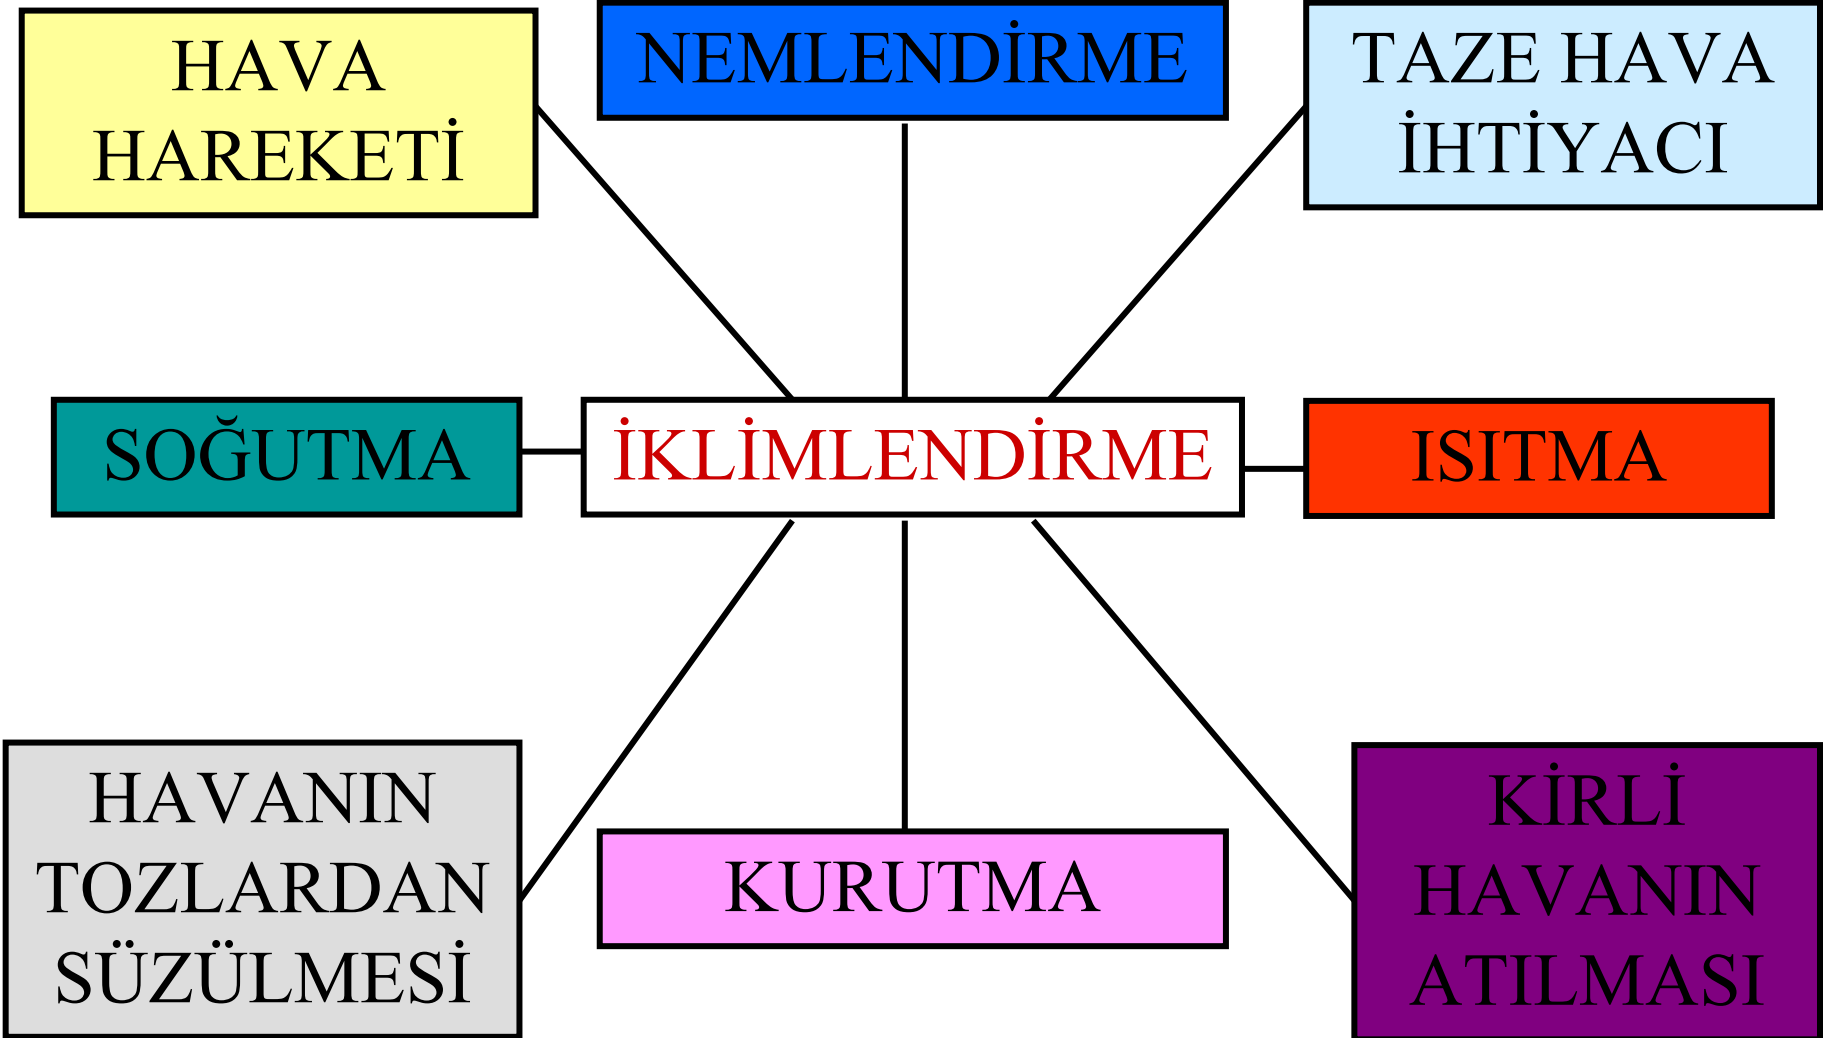 HAVA
HAREKETİ
NEMLENDİRME
TAZE HAVA
İHTİYACI
SOĞUTMA
İKLİMLENDİRME
ISITMA
HAVANIN
TOZLARDAN
SÜZÜLMESİ
KURUTMA
KİRLİ
HAVANIN
ATILMASI